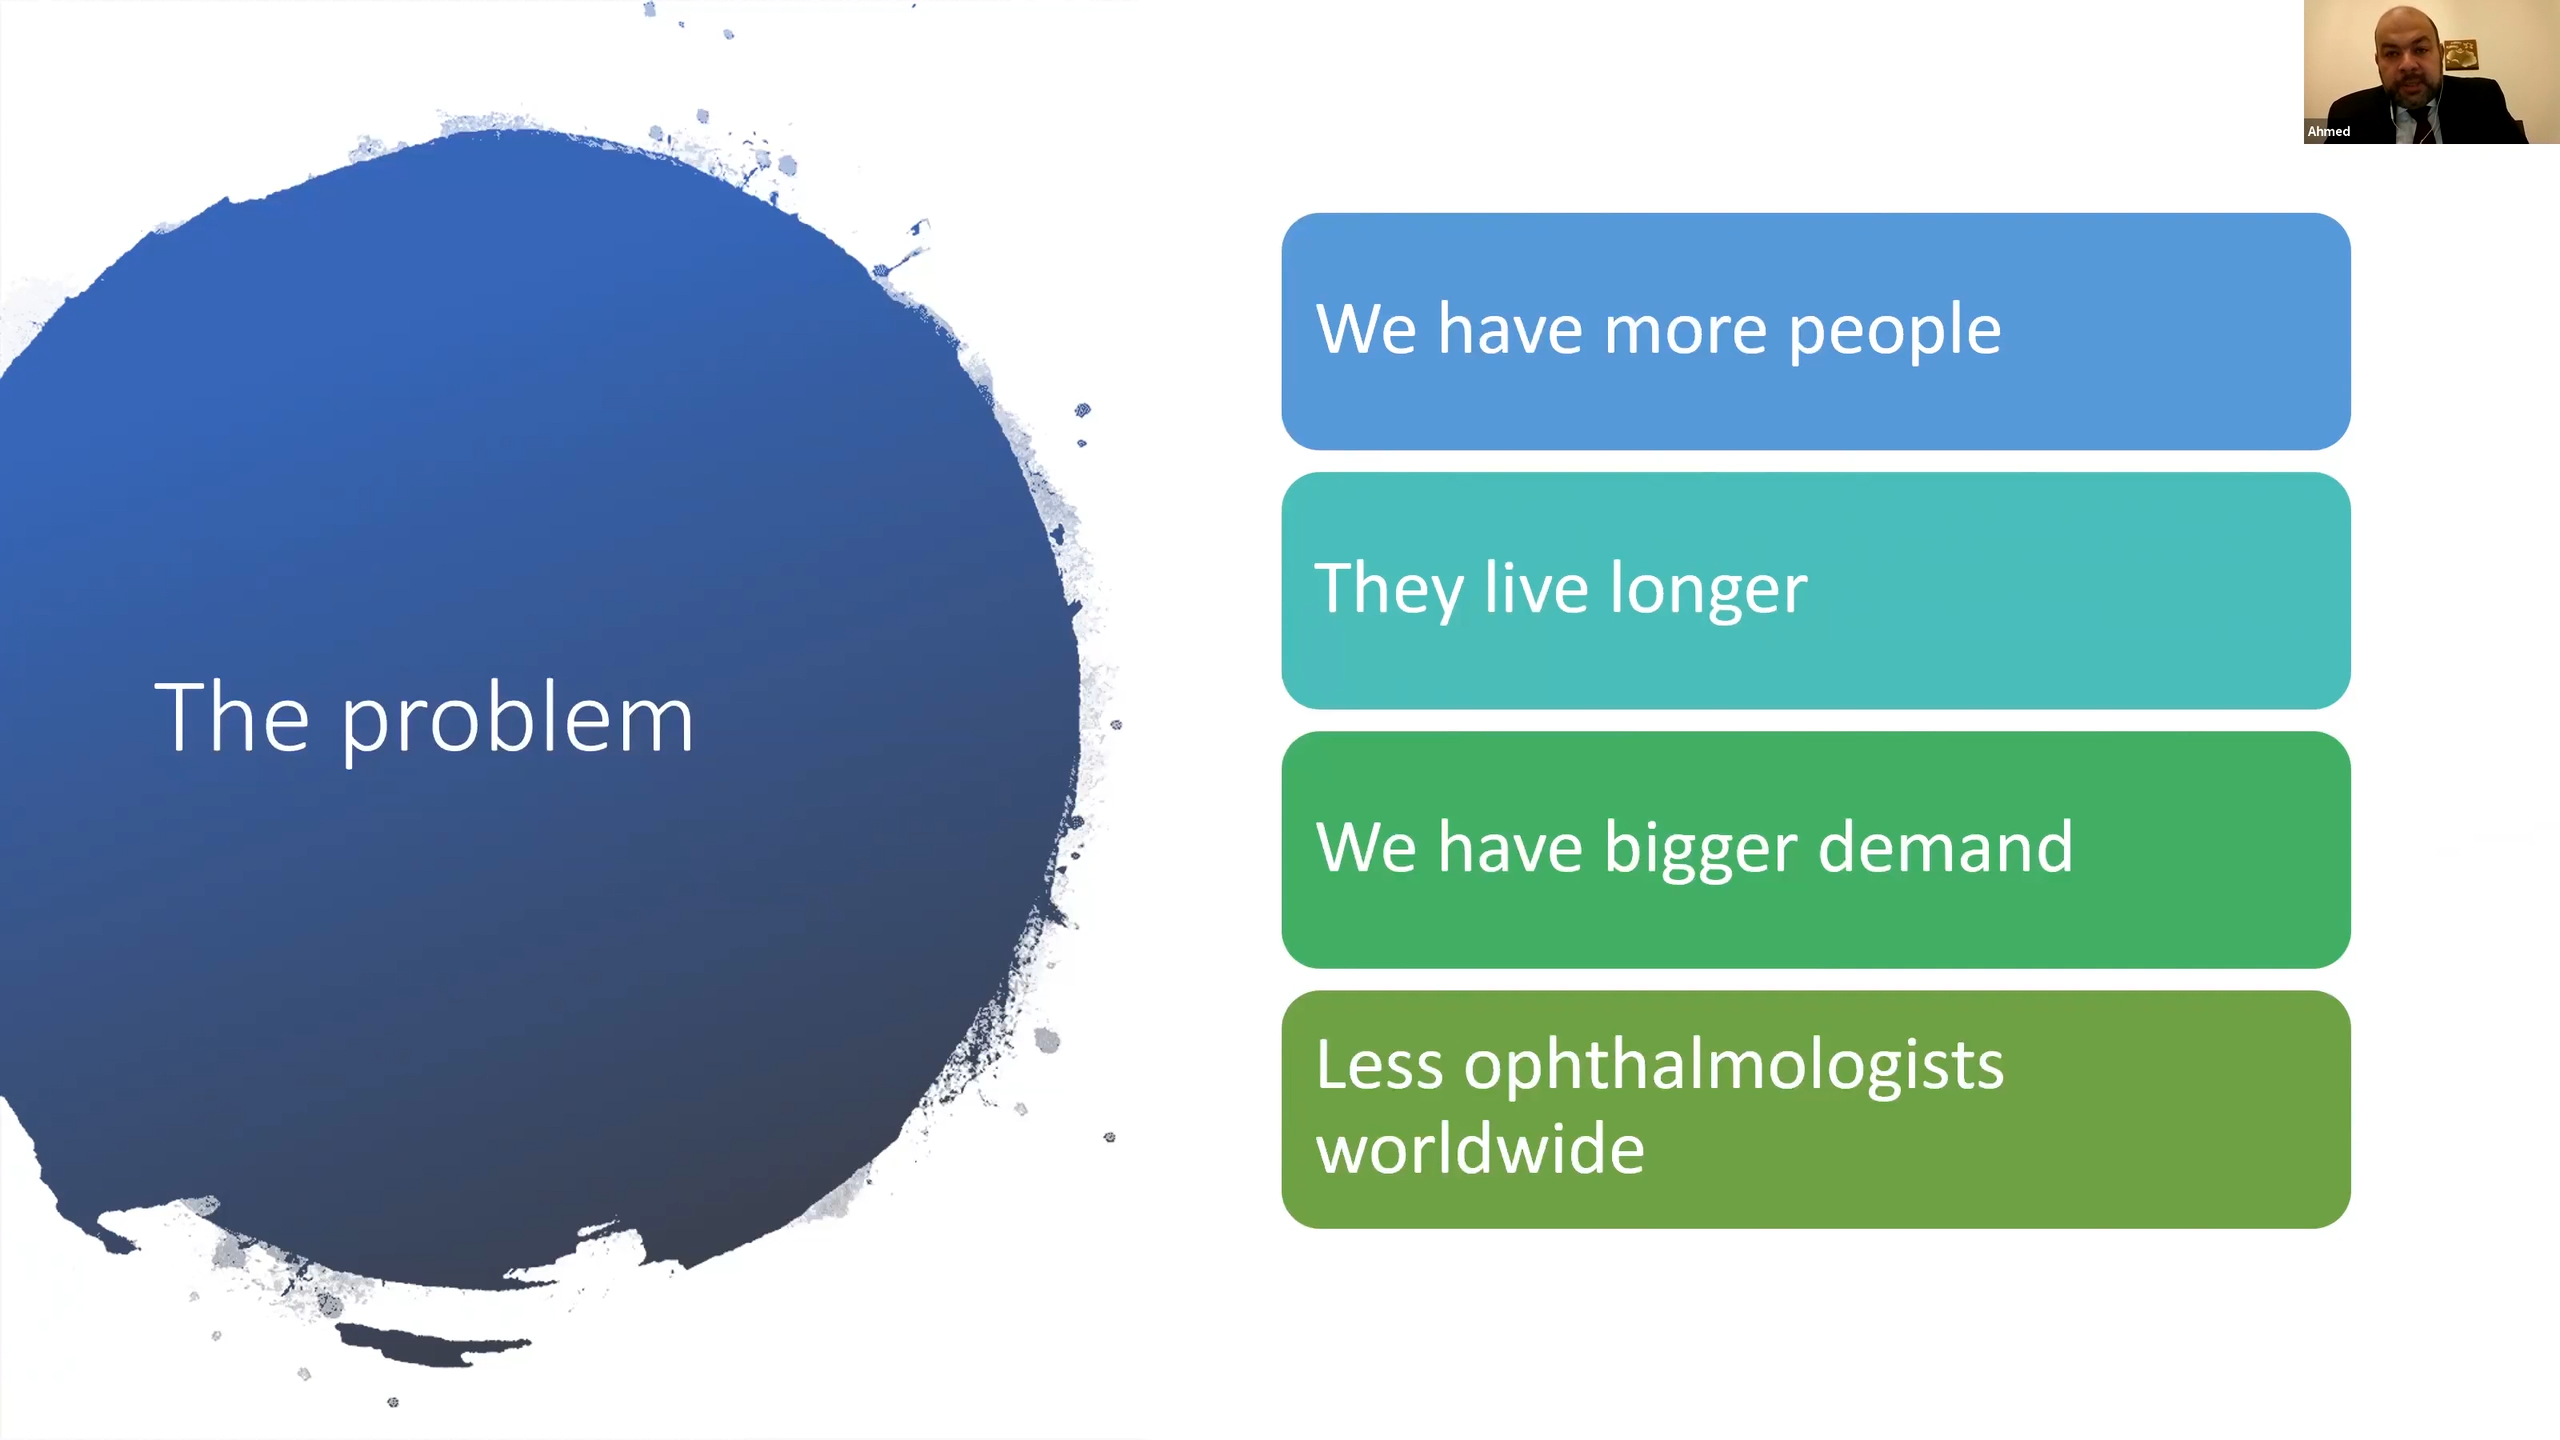 Ahmed
The problem
We have more people
They live longer
We have bigger demand
Less ophthalmologists
worldwide